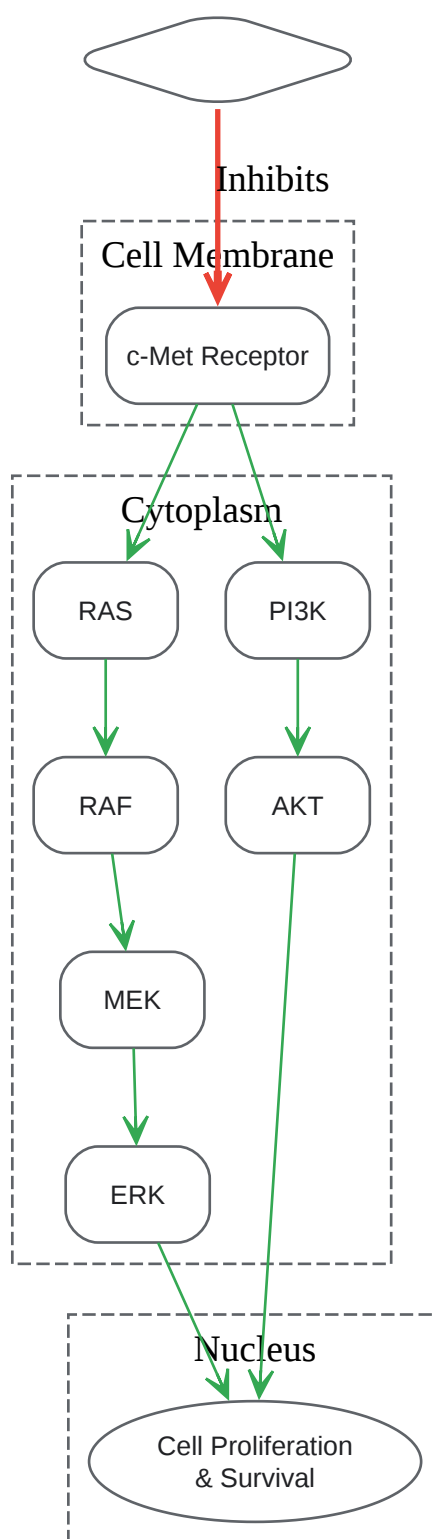 Inhibits
Cell Membrane
c-Met Receptor
Cytoplasm
RAS
PI3K
RAF
AKT
MEK
ERK
Nucleus
Cell Proliferation
& Survival